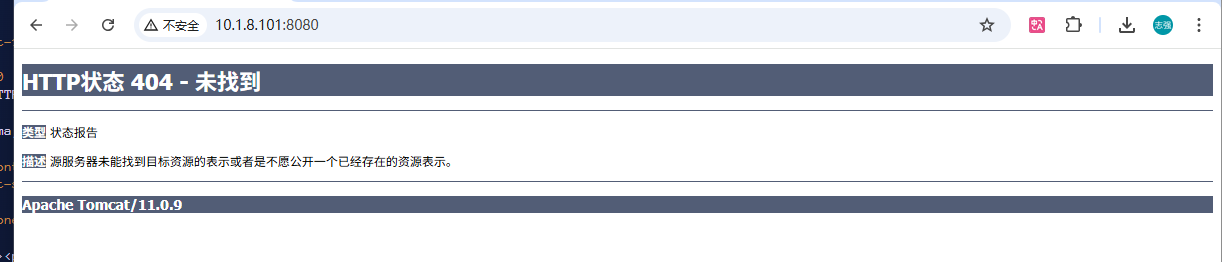 不安全 10.1.8.101:8080
志强
HTTP状态 404 - 未找到
类型 状态报告
描述 源服务器未能找到目标资源的表示或者是不愿公开一个已经存在的资源表示。
Apache Tomcat/11.0.9